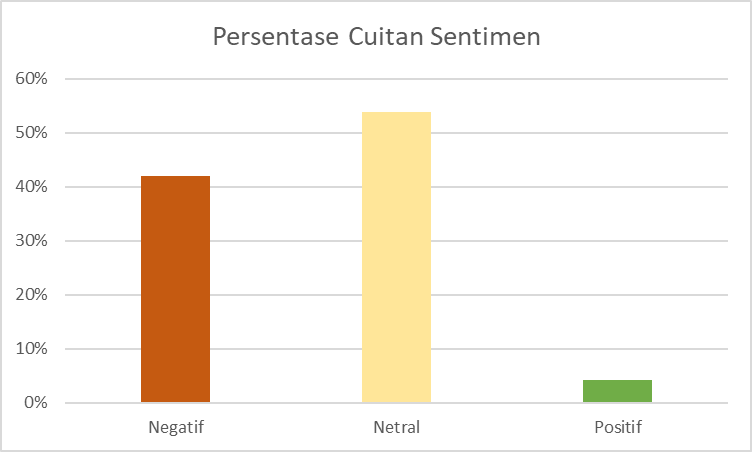 Persentase Cuitan Sentimen
60%
50%
40%
30%
20%
10%
0%
Negatif
Netral
Positif